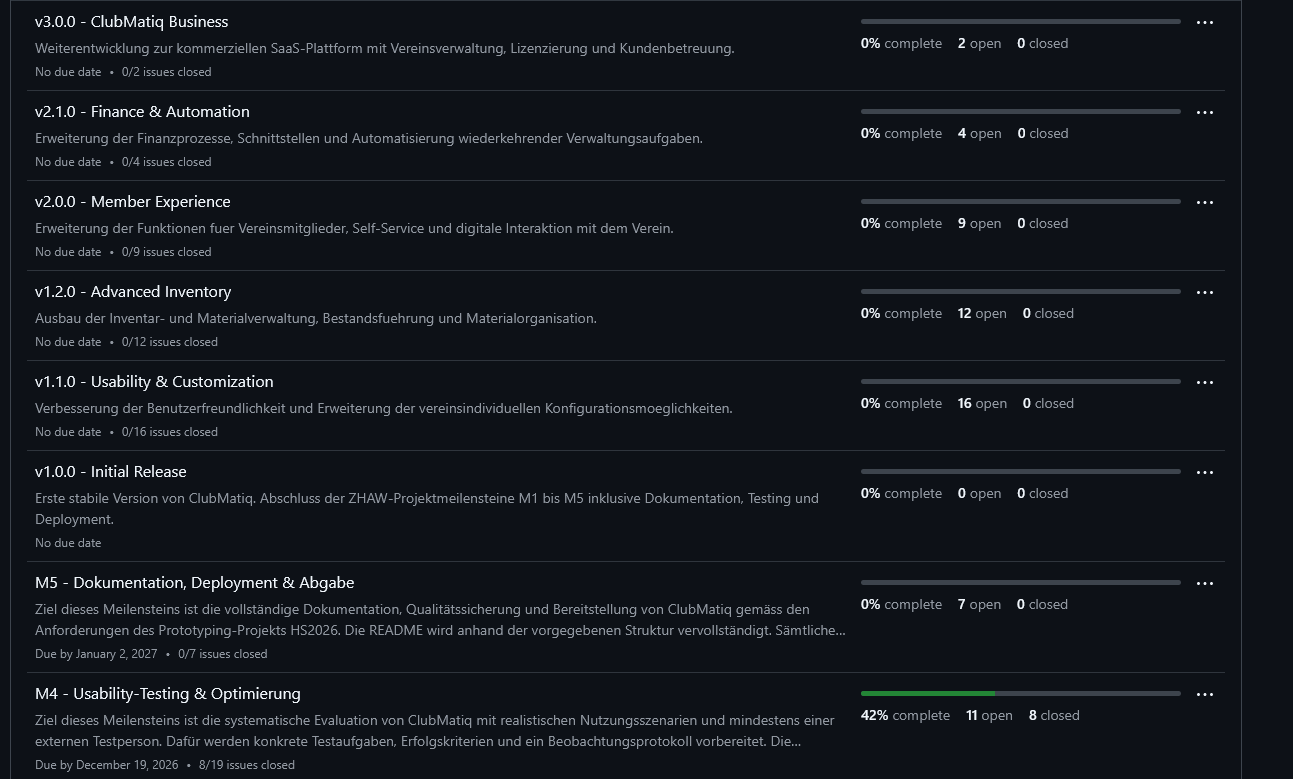 v3.0.0 - ClubMatiq Business
0% complete 2 open 0 closed
Weiterentwicklung zur kommerziellen SaaS-Plattform mit Vereinsverwaltung, Lizenzierung und Kundenbetreuung.
No due date • 0/2 issues closed
v2.1.0 - Finance & Automation
0% complete 4 open 0 closed
Erweiterung der Finanzprozesse, Schnittstellen und Automatisierung wiederkehrender Verwaltungsaufgaben.
No due date • 0/4 issues closed
v2.0.0 - Member Experience
0% complete 9 open 0 closed
Erweiterung der Funktionen fuer Vereinsmitglieder, Self-Service und digitale Interaktion mit dem Verein.
No due date • 0/9 issues closed
v1.2.0 - Advanced Inventory
0% complete 12 open 0 closed
Ausbau der Inventar- und Materialverwaltung, Bestandsfuehrung und Materialorganisation.
No due date • 0/12 issues closed
v1.1.0 - Usability & Customization
0% complete 16 open 0 closed
Verbesserung der Benutzerfreundlichkeit und Erweiterung der vereinsindividuellen Konfigurationsmoeglichkeiten.
No due date • 0/16 issues closed
v1.0.0 - Initial Release
0% complete 0 open 0 closed
Erste stabile Version von ClubMatiq. Abschluss der ZHAW-Projektmeilensteine M1 bis M5 inklusive Dokumentation, Testing und
Deployment.
No due date
M5 - Dokumentation, Deployment & Abgabe
0% complete 7 open 0 closed
Ziel dieses Meilensteins ist die vollständige Dokumentation, Qualitätssicherung und Bereitstellung von ClubMatiq gemäss den
Anforderungen des Prototyping-Projekts HS2026. Die README wird anhand der vorgegebenen Struktur vervollständigt. Sämtliche...
Due by January 2, 2027 • 0/7 issues closed
M4 - Usability-Testing & Optimierung
42% complete 11 open 8 closed
Ziel dieses Meilensteins ist die systematische Evaluation von ClubMatiq mit realistischen Nutzungsszenarien und mindestens einer
externen Testperson. Dafür werden konkrete Testaufgaben, Erfolgskriterien und ein Beobachtungsprotokoll vorbereitet. Die...
Due by December 19, 2026 • 8/19 issues closed